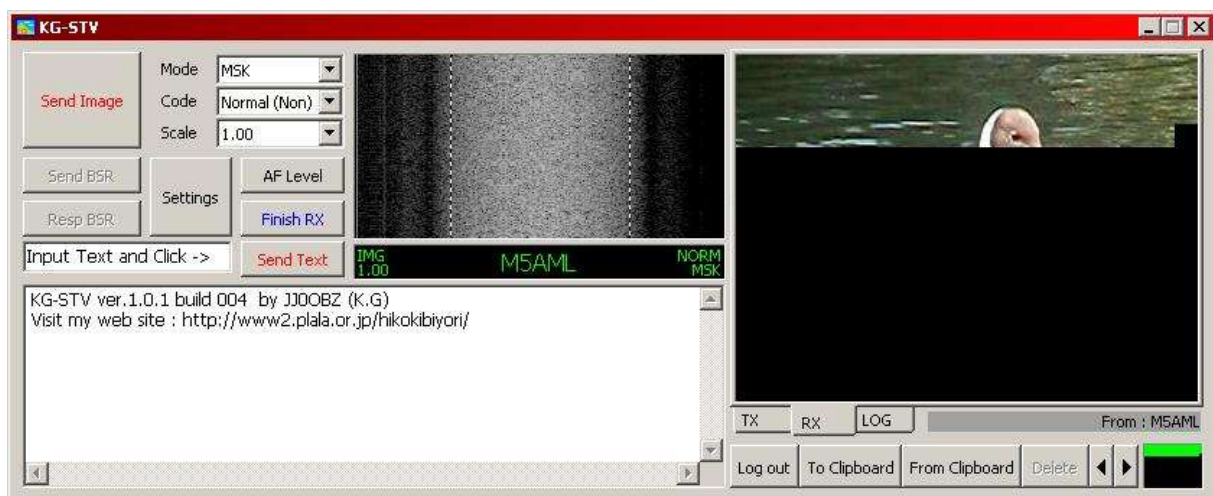 KG-STV
Send Image
Mode MSK
Code Normal (Non)
Scale 1.00
Send BSR
Settings
AF Level
Resp BSR
Finish RX
Input Text and Click ->
Send Text
IMG
1.00
M5AML
NORM
MSK
KG-STV ver.1.0.1 build 004 by JJ0OBZ (K.G)
Visit my web site : http://www2.plala.or.jp/hikokibiyori/
TX RX LOG
From : M5AML
Log out To Clipboard From Clipboard Delete